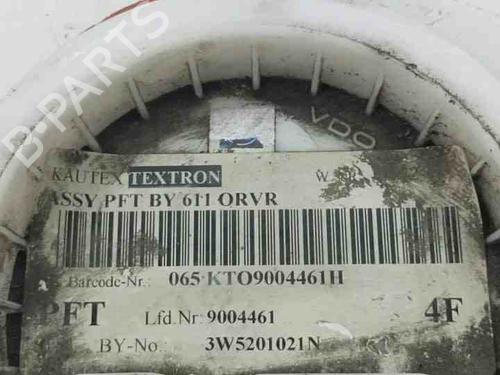 B-PARTS
VDO
KAUTEX TEXTRON W
ASSY PFT BY 611 ORVR
Barcode-Nr.: 065 KTO9004461H
PFT Lfd.Nr: 9004461 4F
BY-No. 3W5201021N